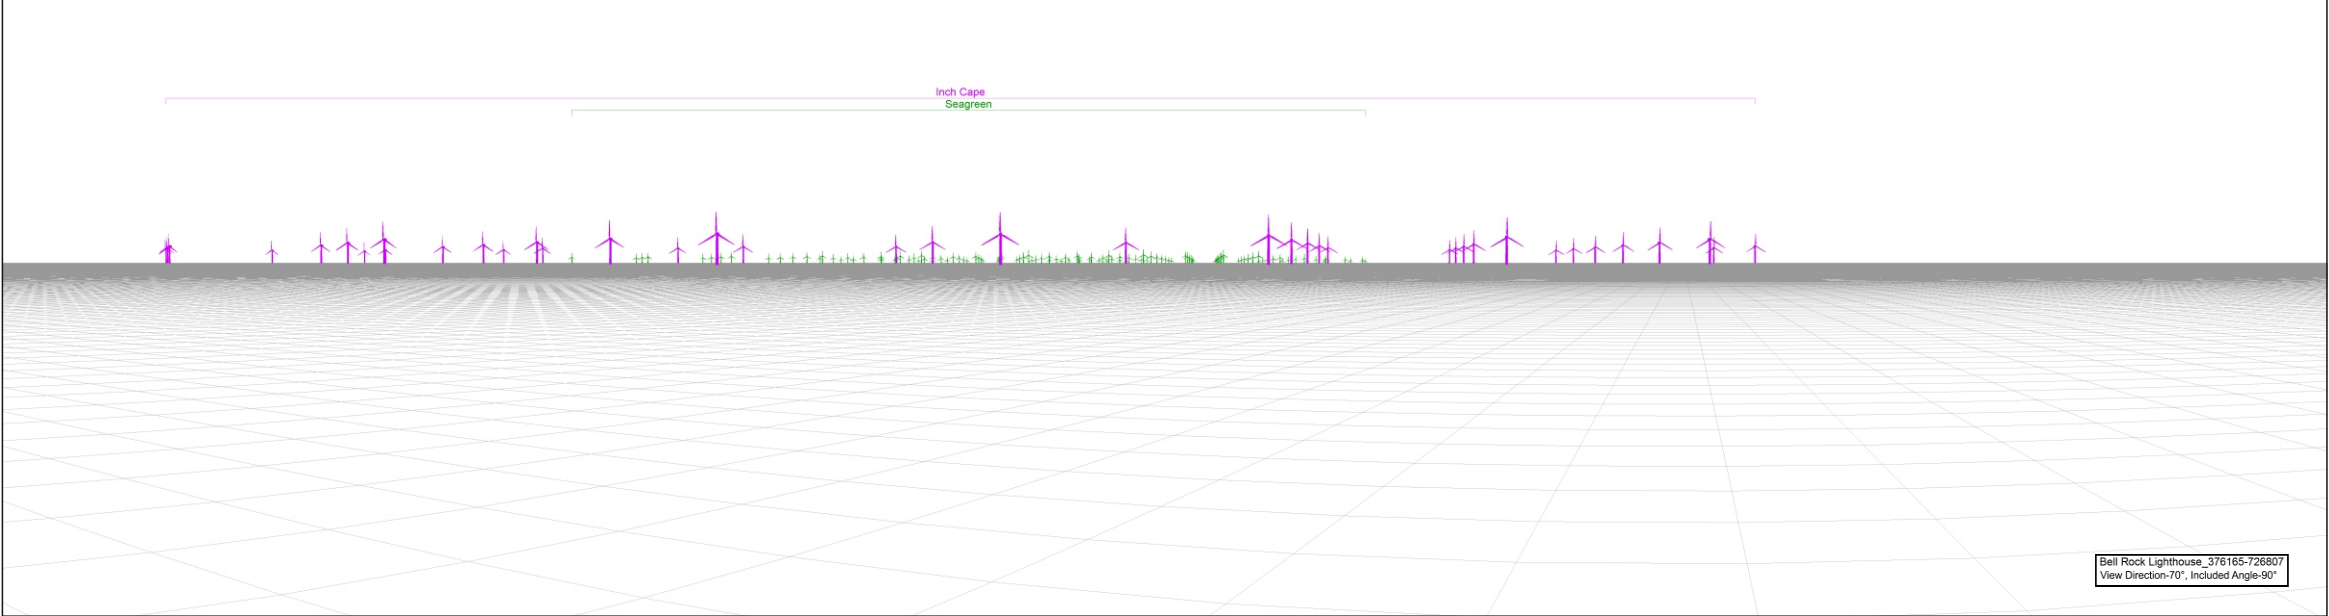 Inch Cape
Seagreen
Bell Rock Lighthouse_376165-726807
View Direction-70°, Included Angle-90°